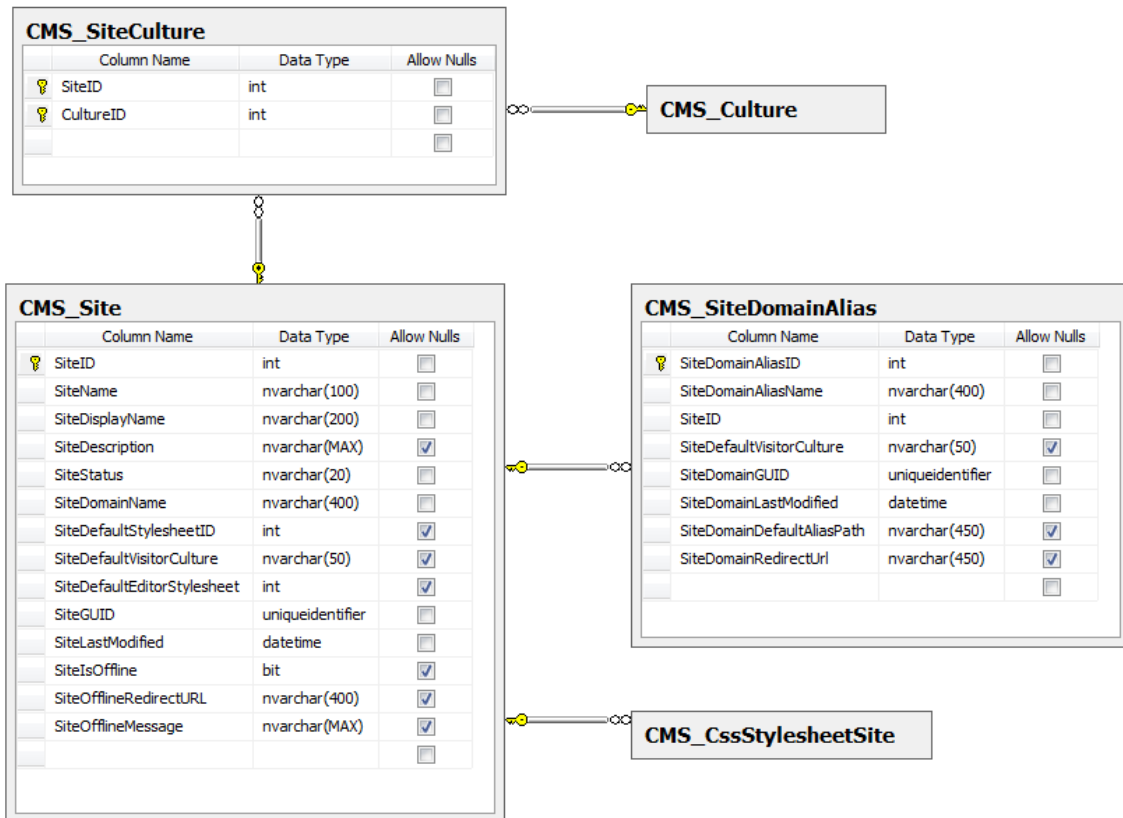 CMS_SiteCulture
Column Name Data Type Allow Nulls
SiteID int
CultureID int
CMS_Culture
CMS_Site
Column Name Data Type Allow Nulls
SiteID int
SiteName nvarchar(100)
SiteDisplayName nvarchar(200)
SiteDescription nvarchar(MAX)
SiteStatus nvarchar(20)
SiteDomainName nvarchar(400)
SiteDefaultStylesheetID int
SiteDefaultVisitorCulture nvarchar(50)
SiteDefaultEditorStylesheet int
SiteGUID uniqueidentifier
SiteLastModified datetime
SiteIsOffline bit
SiteOfflineRedirectURL nvarchar(400)
SiteOfflineMessage nvarchar(MAX)
CMS_SiteDomainAlias
Column Name Data Type Allow Nulls
SiteDomainAliasID int
SiteDomainAliasName nvarchar(400)
SiteID int
SiteDefaultVisitorCulture nvarchar(50)
SiteDomainGUID uniqueidentifier
SiteDomainLastModified datetime
SiteDomainDefaultAliasPath nvarchar(450)
SiteDomainRedirectUrl nvarchar(450)
CMS_CssStylesheetSite